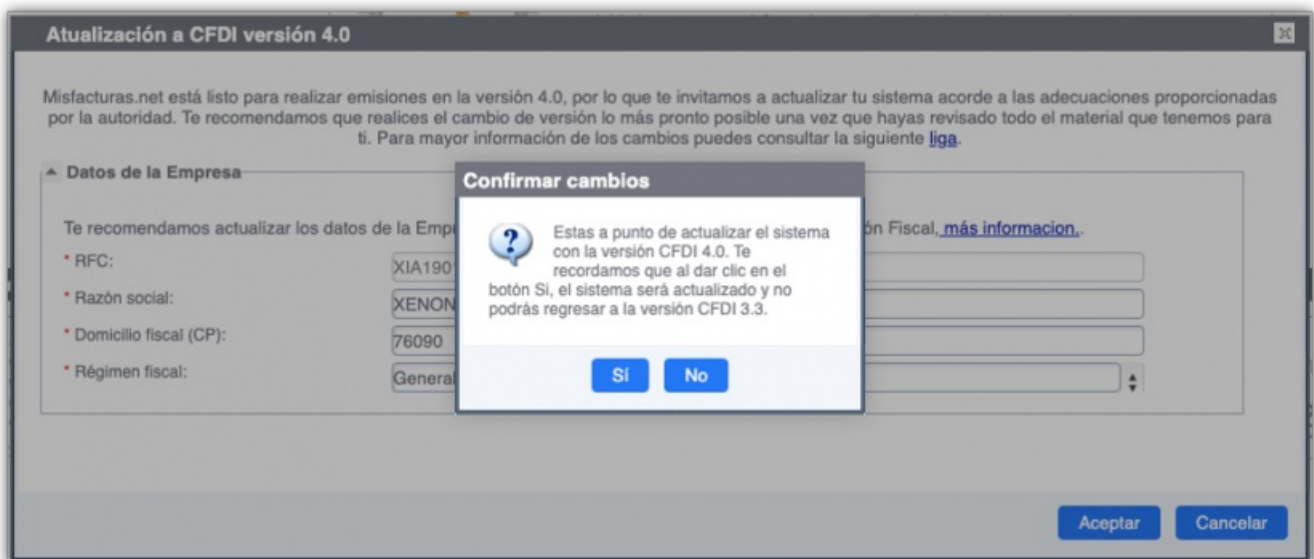 Atualización a CFDI versión 4.0
Misfacturas.net está listo para realizar emisiones en la versión 4.0, por lo que te invitamos a actualizar tu sistema acorde a las adecuaciones proporcionadas
por la autoridad. Te recomendamos que realices el cambio de versión lo más pronto posible una vez que hayas revisado todo el material que tenemos para
ti. Para mayor información de los cambios puedes consultar la siguiente liga.
Datos de la Empresa
Confirmar cambios
Te recomendamos actualizar los datos de la Emp
ón Fiscal, más informacion..
Estas a punto de actualizar el sistema
con la versión CFDI 4.0. Te
recordamos que al dar clic en el
botón Si, el sistema será actualizado y no
podrás regresar a la versión CFDI 3.3.
* RFC:
XIA190
* Razón social:
XENON
* Domicilio fiscal (CP):
76090
* Régimen fiscal:
General
Sí
No
Aceptar
Cancelar